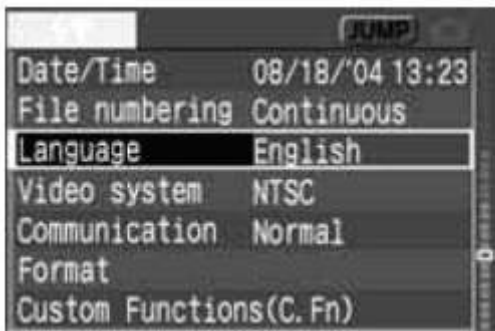 JUMP
Date/Time 08/18/'04 13:23
File numbering Continuous
Language English
Video system NTSC
Communication Normal
Format
Custom Functions(C.Fn)